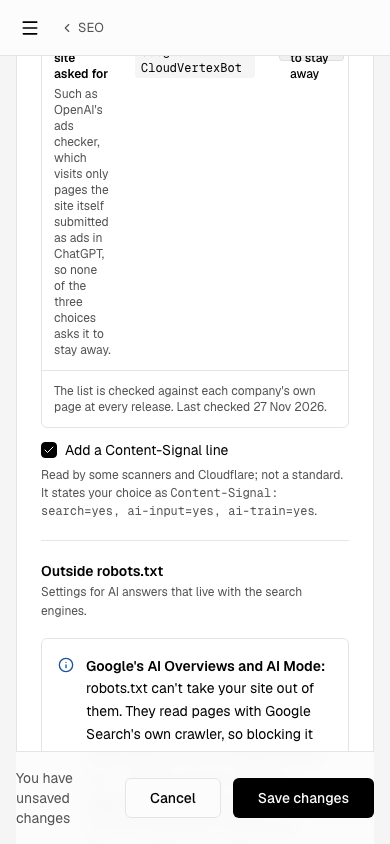 SEO
site
asked for
CloudVertexBot
to stay
away
Such as
OpenAI's
ads
checker,
which
visits only
pages the
site itself
submitted
as ads in
ChatGPT,
so none
of the
three
choices
asks it to
stay away.
The list is checked against each company's own
page at every release. Last checked 27 Nov 2026.
Add a Content-Signal line
Read by some scanners and Cloudflare; not a standard.
It states your choice as Content-Signal:
search=yes, ai-input=yes, ai-train=yes.
Outside robots.txt
Settings for AI answers that live with the search
engines.
Google's AI Overviews and AI Mode:
robots.txt can't take your site out of
them. They read pages with Google
Search's own crawler, so blocking it
You have
unsaved
changes
Cancel
Save changes